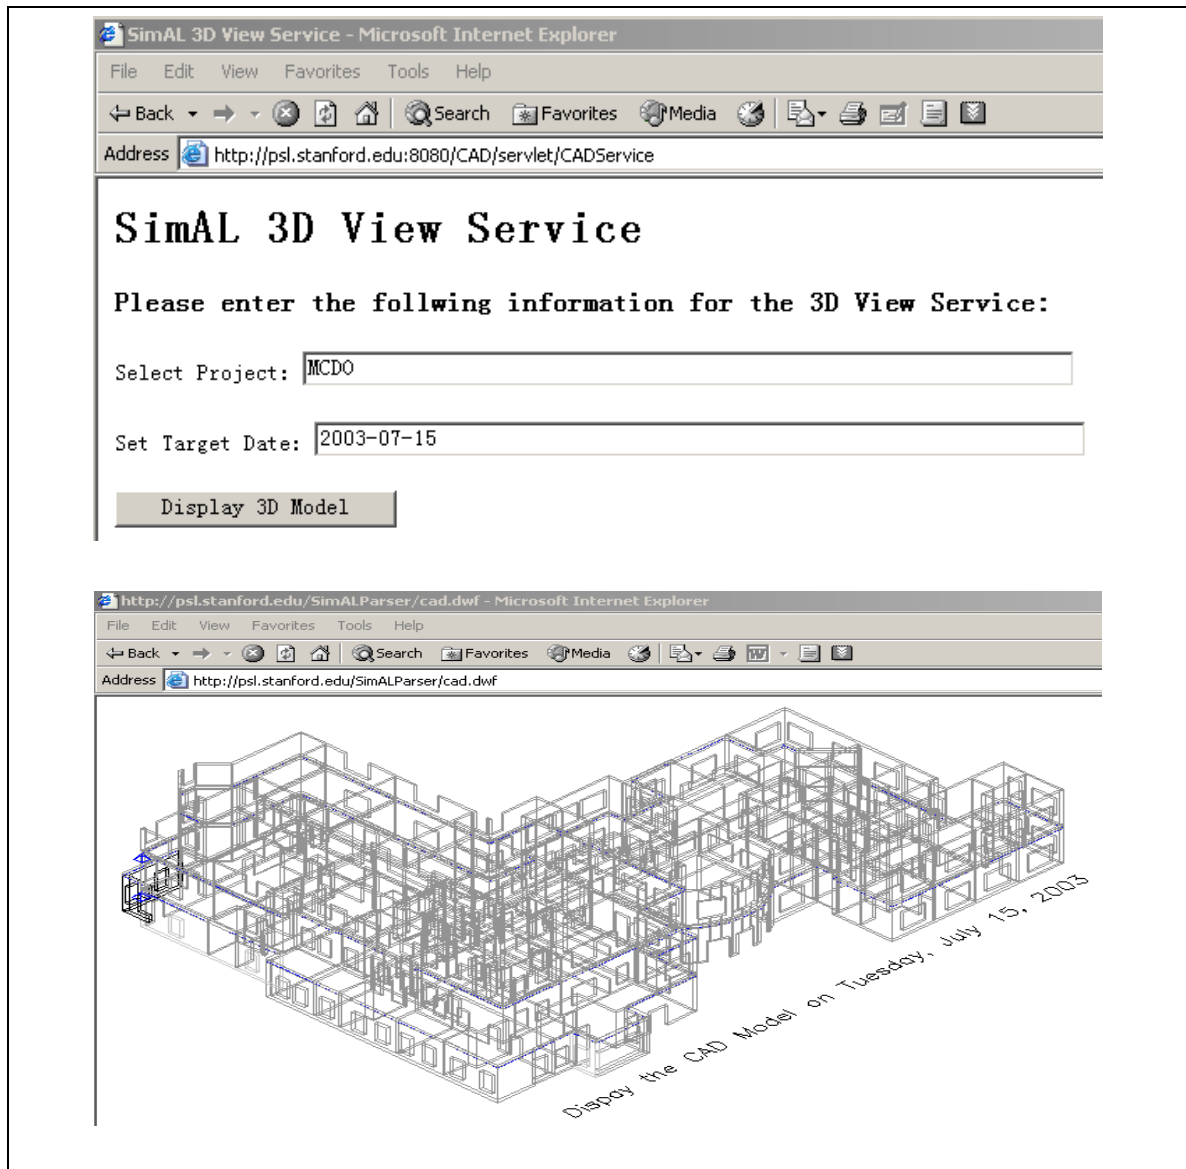 SimAL 3D View Service - Microsoft Internet Explorer
File Edit View Favorites Tools Help
Back Search Favorites Media
Address http://psl.stanford.edu:8080/CAD/servlet/CADService
SimAL 3D View Service
Please enter the follwing information for the 3D View Service:
Select Project: MCDO
Set Target Date: 2003-07-15
Display 3D Model
http://psl.stanford.edu/SimALParser/cad.dwf - Microsoft Internet Explorer
File Edit View Favorites Tools Help
Back Search Favorites Media
Address http://psl.stanford.edu/SimALParser/cad.dwf
Dispay the CAD Model on Tuesday, July 15, 2003